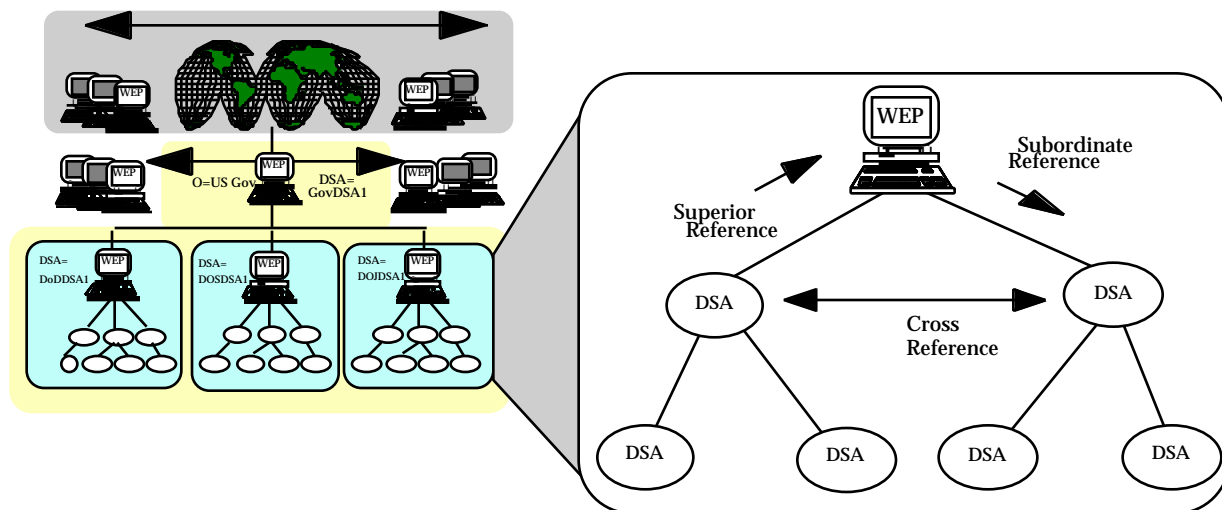 WEP
WEP
WEP
WEP
WEP
O=US Gov
DSA=
GovDSA1
DSA=
DoDDSA1
WEP
DSA=
DOSDSA1
WEP
DSA=
DOJDSA1
WEP
WEP
Superior
Reference
Subordinate
Reference
DSA
DSA
Cross
Reference
DSA
DSA
DSA
DSA